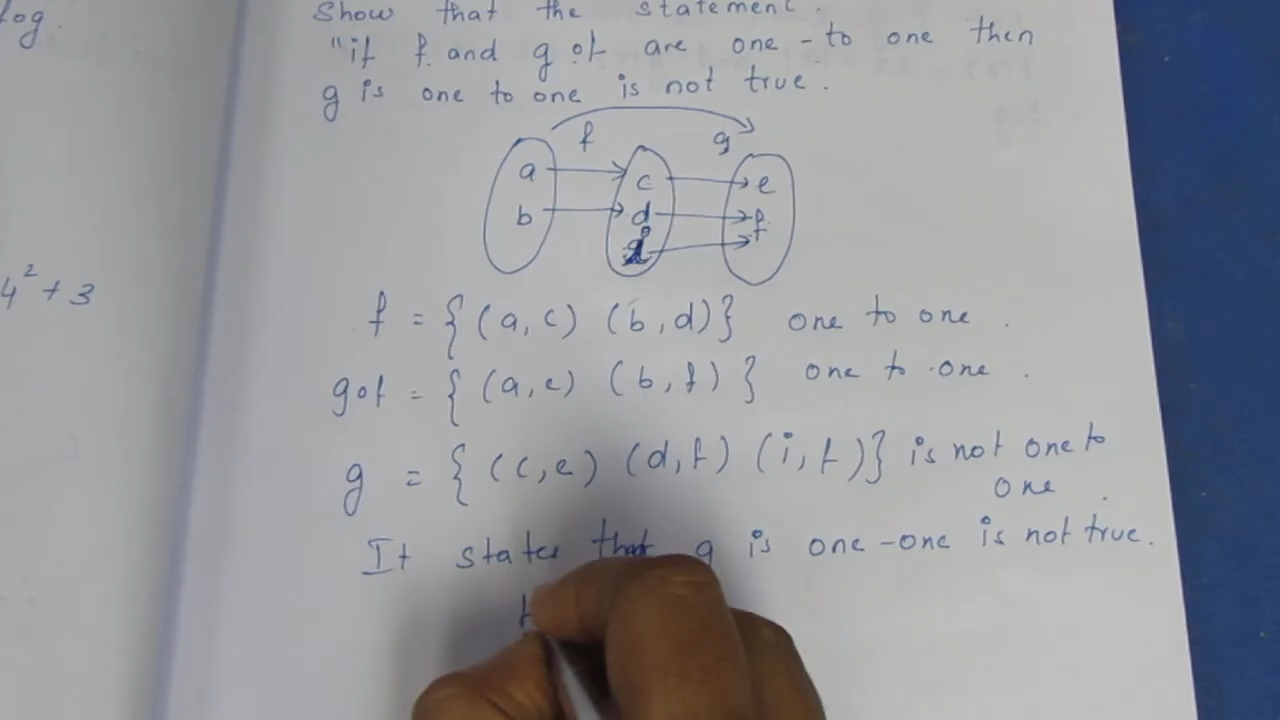 fog.
4² + 3
Show that the statement.
"if f and gof are one-to one then
g is one to one is not true.
f g
a c e
b d f
i
f = {(a,c) (b,d)} one to one.
gof = {(a,e) (b,f)} one to one.
g = {(c,e) (d,f) (i,f)} is not one to
one.
It states that g is one-one is not true.